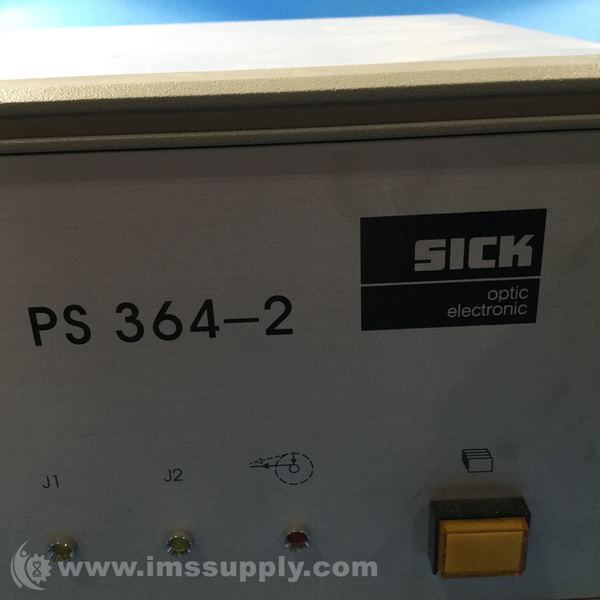 SICK
optic
electronic
PS 364-2
J1
J2
www.imssupply.com